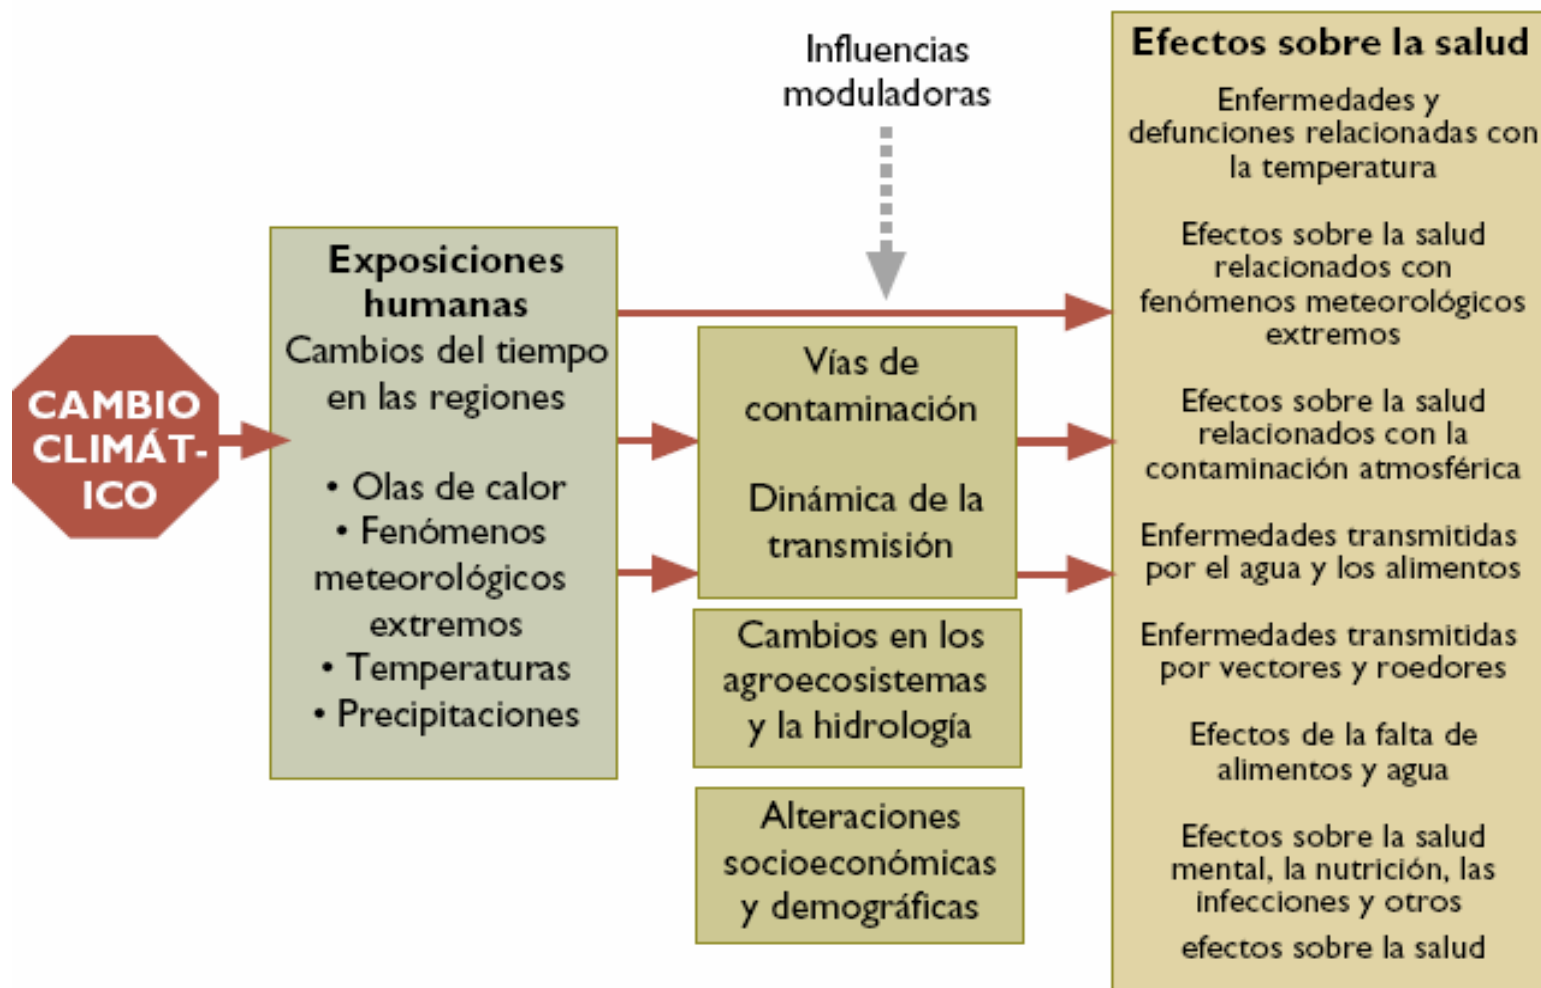 Influencias
moduladoras
CAMBIO
CLIMÁT-
ICO
Exposiciones
humanas
Cambios del tiempo
en las regiones
• Olas de calor
• Fenómenos
meteorológicos
extremos
• Temperaturas
• Precipitaciones
Vías de
contaminación
Dinámica de la
transmisión
Cambios en los
agroecosistemas
y la hidrología
Alteraciones
socioeconómicas
y demográficas
Efectos sobre la salud
Enfermedades y
defunciones relacionadas con
la temperatura
Efectos sobre la salud
relacionados con
fenómenos meteorológicos
extremos
Efectos sobre la salud
relacionados con la
contaminación atmosférica
Enfermedades transmitidas
por el agua y los alimentos
Enfermedades transmitidas
por vectores y roedores
Efectos de la falta de
alimentos y agua
Efectos sobre la salud
mental, la nutrición, las
infecciones y otros
efectos sobre la salud